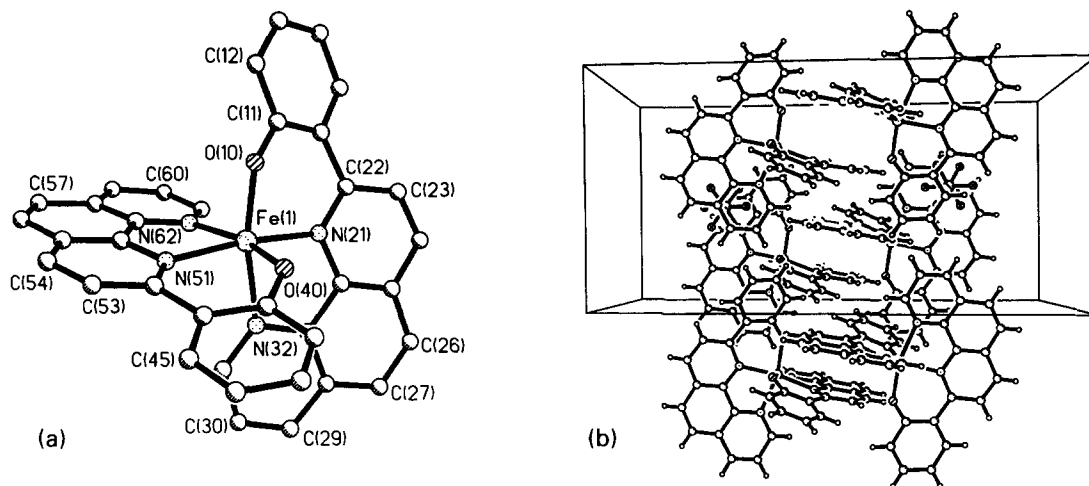 C(12)
C(11)
O(10)
C(22)
C(60)
C(23)
C(57)
Fe(1)
N(62)
N(21)
N(51)
C(54)
O(40)
C(53)
N(32)
C(45)
C(26)
C(27)
C(30)
C(29)
(a)
(b)